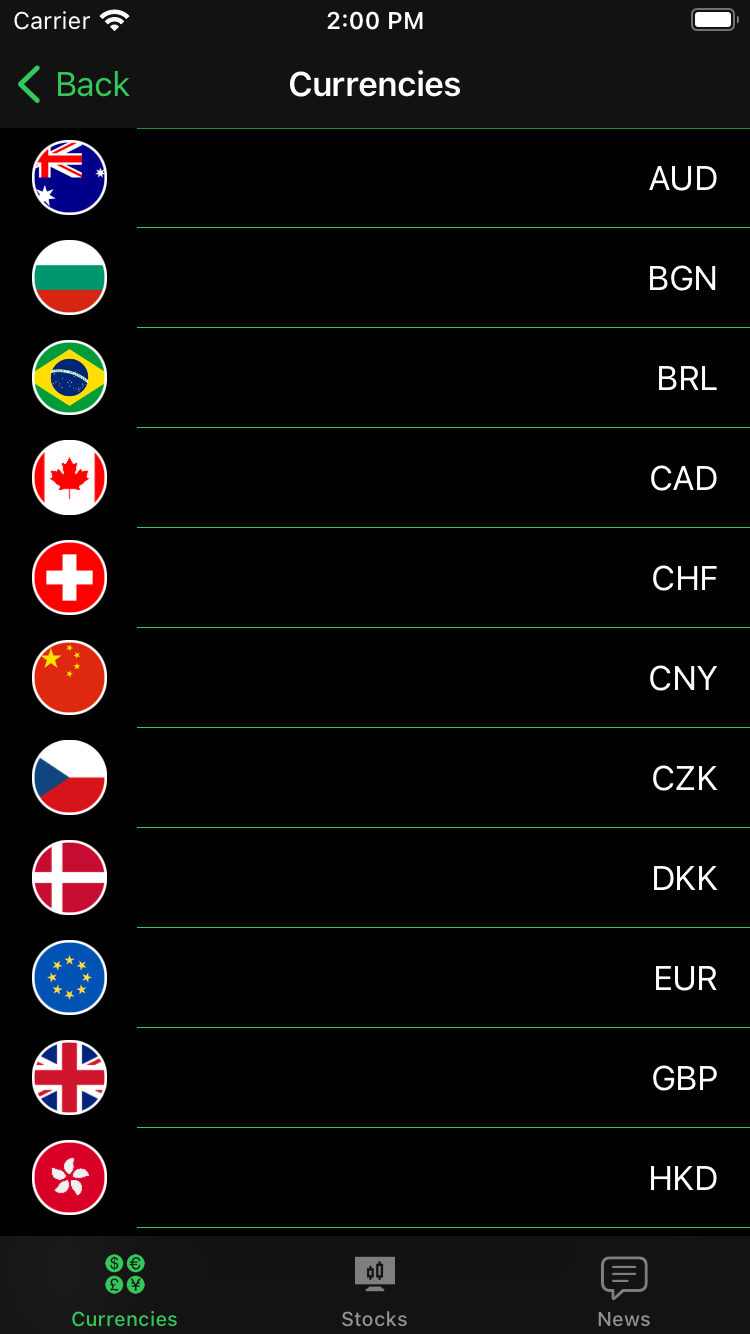 Carrier 2:00 PM
Back Currencies
AUD
BGN
BRL
CAD
CHF
CNY
CZK
DKK
EUR
GBP
HKD
$ €
£ ¥
Currencies Stocks News